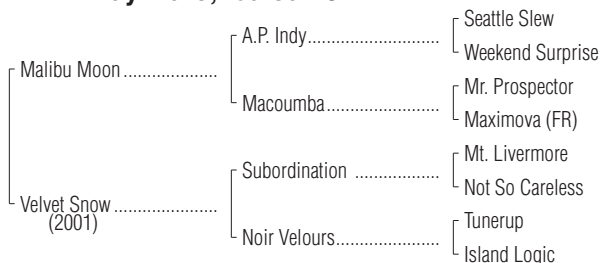 Seattle Slew
A.P. Indy
Weekend Surprise
Malibu Moon
Mr. Prospector
Macoumba
Maximova (FR)
Mt. Livermore
Subordination
Not So Careless
Velvet Snow
(2001)
Tunerup
Noir Velours
Island Logic